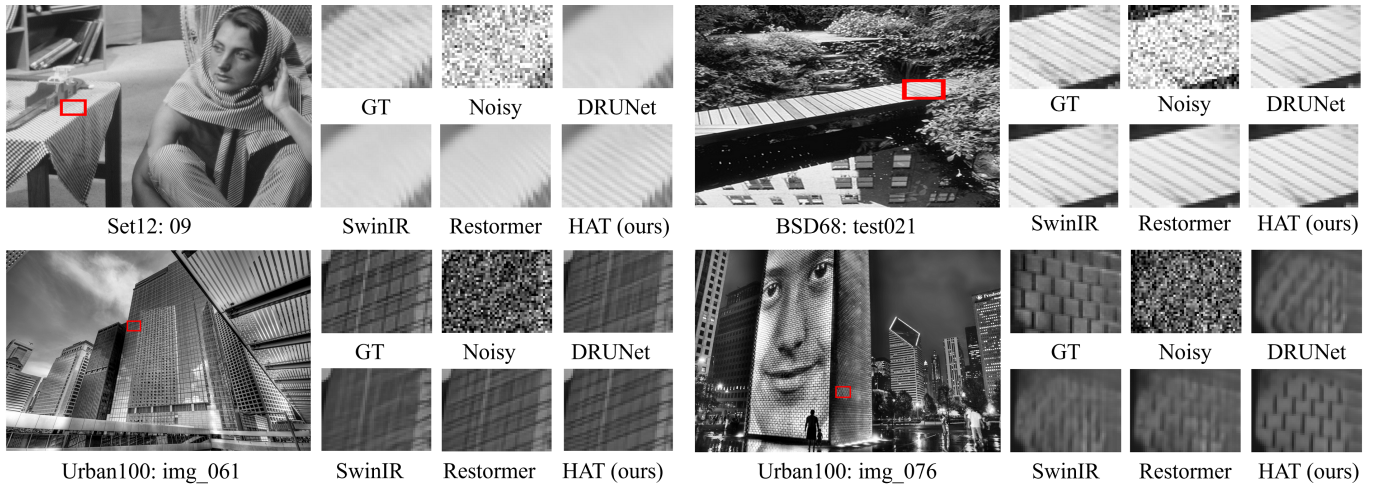 GT Noisy DRUNet
SwinIR Restormer HAT (ours)
Set12: 09
GT Noisy DRUNet
SwinIR Restormer HAT (ours)
BSD68: test021
GT Noisy DRUNet
SwinIR Restormer HAT (ours)
Urban100: img_061
GT Noisy DRUNet
SwinIR Restormer HAT (ours)
Urban100: img_076